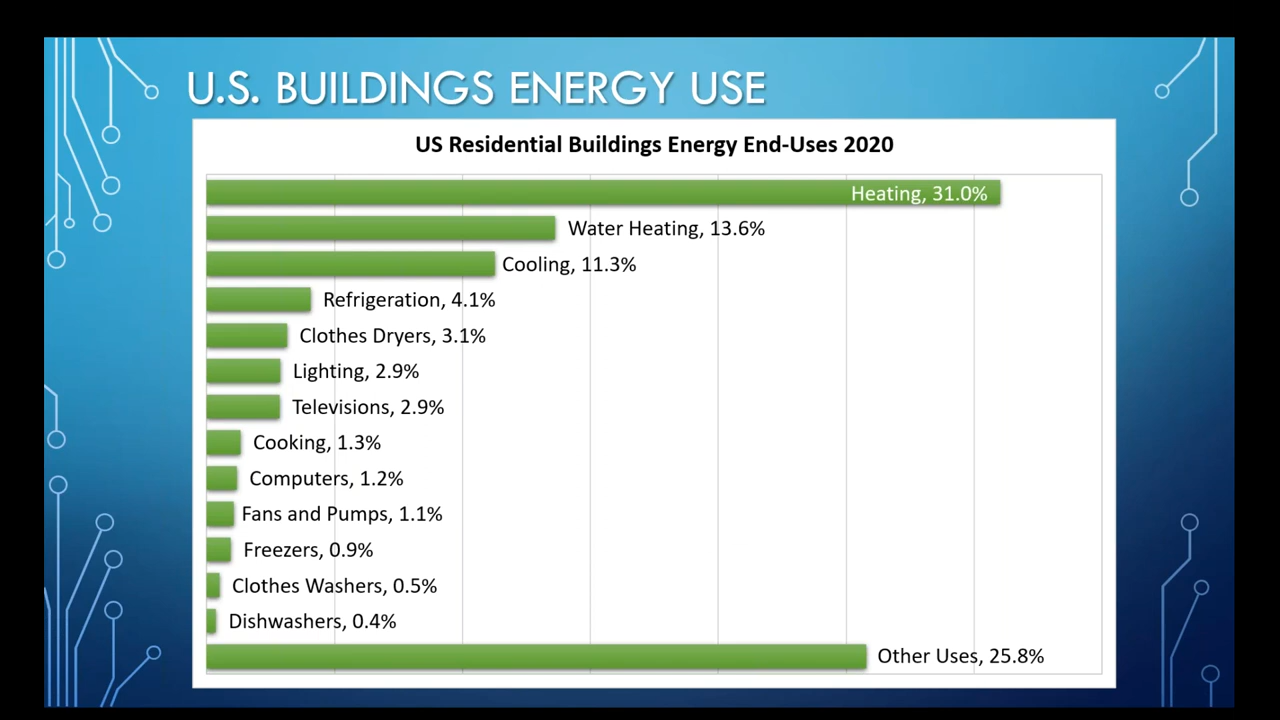 U.S. BUILDINGS ENERGY USE
US Residential Buildings Energy End-Uses 2020
Heating, 31.0%
Water Heating, 13.6%
Cooling, 11.3%
Refrigeration, 4.1%
Clothes Dryers, 3.1%
Lighting, 2.9%
Televisions, 2.9%
Cooking, 1.3%
Computers, 1.2%
Fans and Pumps, 1.1%
Freezers, 0.9%
Clothes Washers, 0.5%
Dishwashers, 0.4%
Other Uses, 25.8%